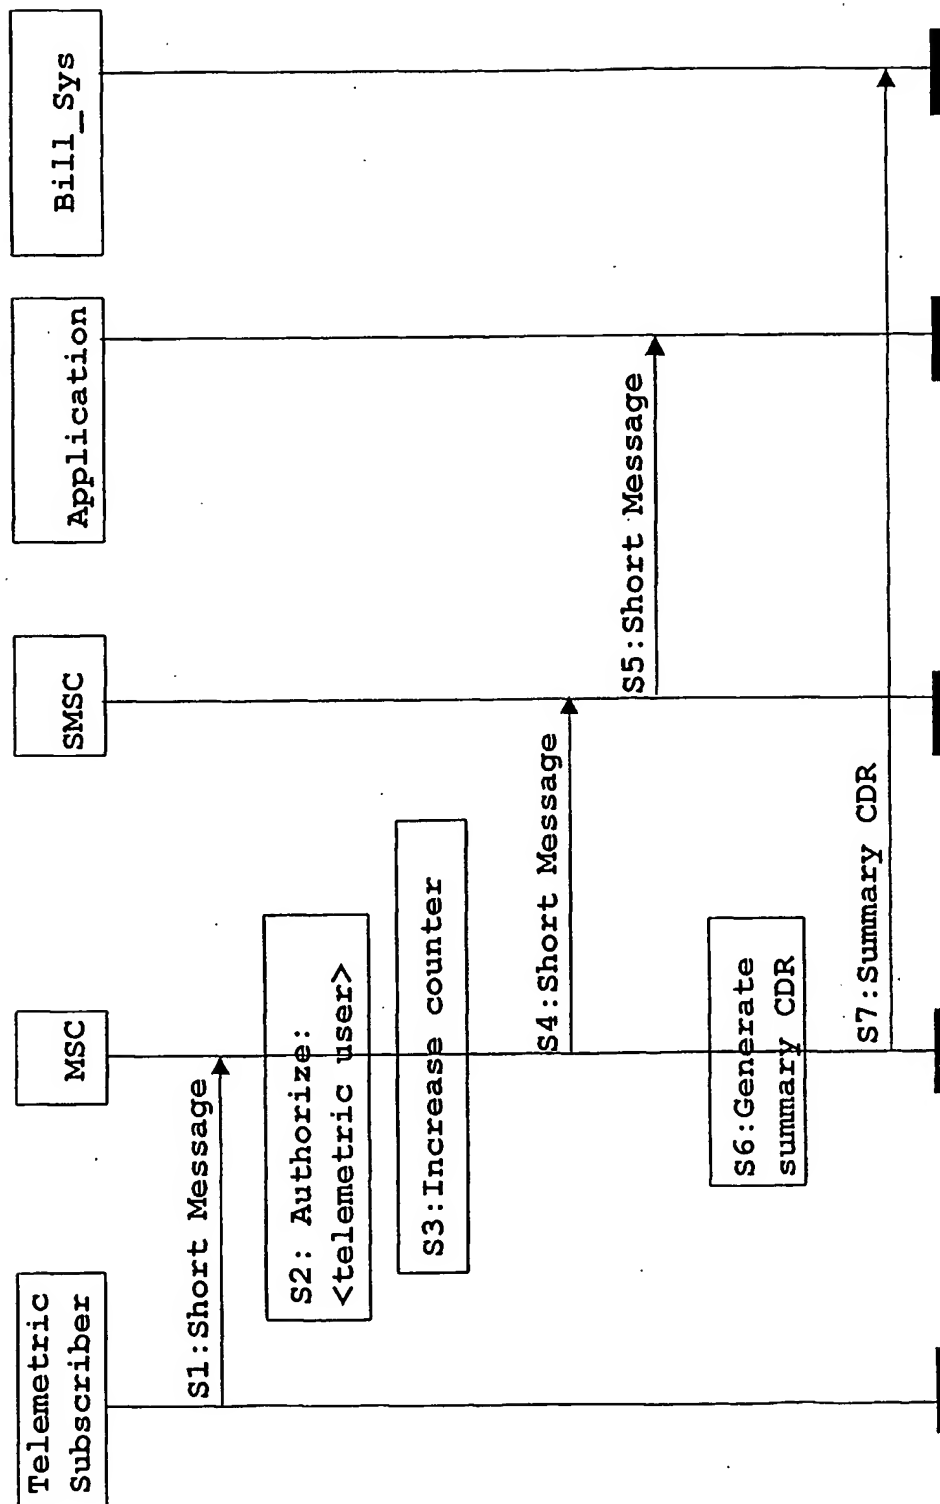 Telemetric
Subscriber
MSC
SMSC
Application
Bill_Sys
S1:Short Message
S2: Authorize:
<telemetric user>
S3:Increase counter
S4:Short Message
S5:Short Message
S6:Generate
summary CDR
S7:Summary CDR